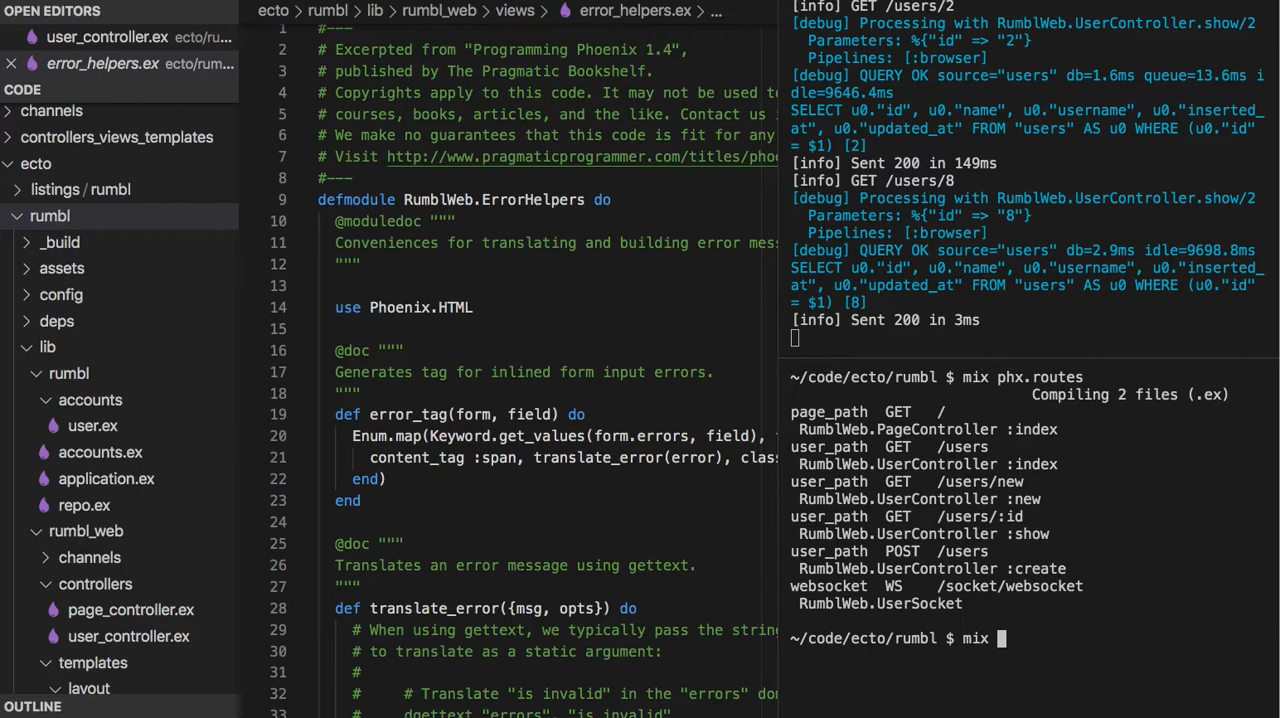 OPEN EDITORS
user_controller.ex ecto/ru...
error_helpers.ex ecto/rum...
CODE
channels
controllers_views_templates
ecto
listings / rumbl
rumbl
_build
assets
config
deps
lib
rumbl
accounts
user.ex
accounts.ex
application.ex
repo.ex
rumbl_web
channels
controllers
page_controller.ex
user_controller.ex
templates
layout
OUTLINE
ecto › rumbl › lib › rumbl_web › views › error_helpers.ex › ...
1 #---
2 # Excerpted from "Programming Phoenix 1.4",
3 # published by The Pragmatic Bookshelf.
4 # Copyrights apply to this code. It may not be used to
5 # courses, books, articles, and the like. Contact us
6 # We make no guarantees that this code is fit for any
7 # Visit http://www.pragmaticprogrammer.com/titles/pho
8 #---
9 defmodule RumblWeb.ErrorHelpers do
10 @moduledoc """
11 Conveniences for translating and building error mes
12 """
13
14 use Phoenix.HTML
15
16 @doc """
17 Generates tag for inlined form input errors.
18 """
19 def error_tag(form, field) do
20 Enum.map(Keyword.get_values(form.errors, field),
21 content_tag :span, translate_error(error), clas
22 end)
23 end
24
25 @doc """
26 Translates an error message using gettext.
27 """
28 def translate_error({msg, opts}) do
29 # When using gettext, we typically pass the string
30 # to translate as a static argument:
31 #
32 # # Translate "is invalid" in the "errors" do
33 # dgettext "errors", "is invalid"
[info] GET /users/2
[debug] Processing with RumblWeb.UserController.show/2
Parameters: %{"id" => "2"}
Pipelines: [:browser]
[debug] QUERY OK source="users" db=1.6ms queue=13.6ms i
dle=9646.4ms
SELECT u0."id", u0."name", u0."username", u0."inserted_
at", u0."updated_at" FROM "users" AS u0 WHERE (u0."id"
= $1) [2]
[info] Sent 200 in 149ms
[info] GET /users/8
[debug] Processing with RumblWeb.UserController.show/2
Parameters: %{"id" => "8"}
Pipelines: [:browser]
[debug] QUERY OK source="users" db=2.9ms idle=9698.8ms
SELECT u0."id", u0."name", u0."username", u0."inserted_
at", u0."updated_at" FROM "users" AS u0 WHERE (u0."id"
= $1) [8]
[info] Sent 200 in 3ms
~/code/ecto/rumbl $ mix phx.routes
Compiling 2 files (.ex)
page_path GET /
RumblWeb.PageController :index
user_path GET /users
RumblWeb.UserController :index
user_path GET /users/new
RumblWeb.UserController :new
user_path GET /users/:id
RumblWeb.UserController :show
user_path POST /users
RumblWeb.UserController :create
websocket WS /socket/websocket
RumblWeb.UserSocket
~/code/ecto/rumbl $ mix